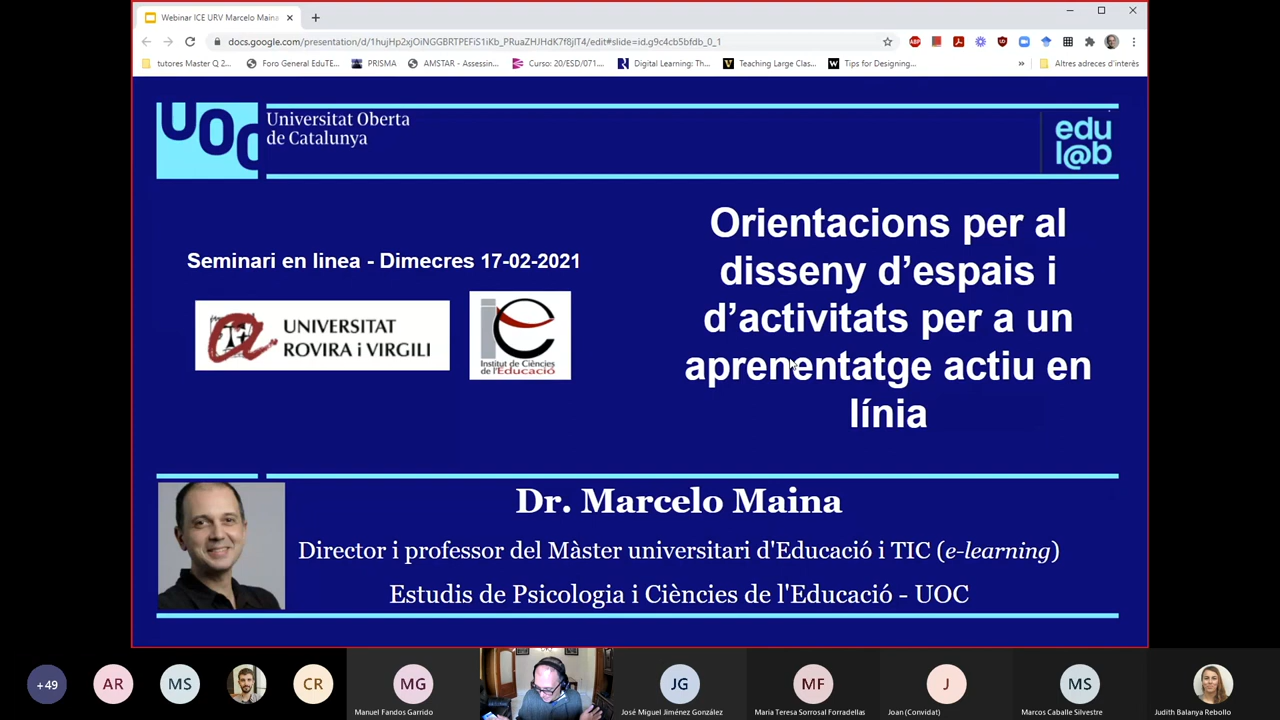 Webinar ICE URV Marcelo Maina
docs.google.com/presentation/d/1hujHp2xjOiNGGBRTPEFiS1iKb_PRuaZHJHdK7f8jlT4/edit#slide=id.g9c4cb5bfdb_0_1
tutores Master Q 2...
Foro General EduTE...
PRISMA
AMSTAR - Assessin...
Curso: 20/ESD/071...
Digital Learning: Th...
Teaching Large Clas...
Tips for Designing...
»
Altres adreces d'interès
UOC
Universitat Oberta
de Catalunya
edu
l@b
Seminari en linea - Dimecres 17-02-2021
UNIVERSITAT
ROVIRA i VIRGILI
Institut de Ciències
de l'Educació
Orientacions per al
disseny d’espais i
d’activitats per a un
aprenentatge actiu en
línia
Dr. Marcelo Maina
Director i professor del Màster universitari d'Educació i TIC (e-learning)
Estudis de Psicologia i Ciències de l'Educació - UOC
+49
AR
MS
CR
MG
JG
MF
J
MS
Manuel Fandos Garrido
José Miguel Jiménez González
Maria Teresa Sorrosal Forradellas
Joan (Convidat)
Marcos Caballe Silvestre
Judith Balanya Rebollo